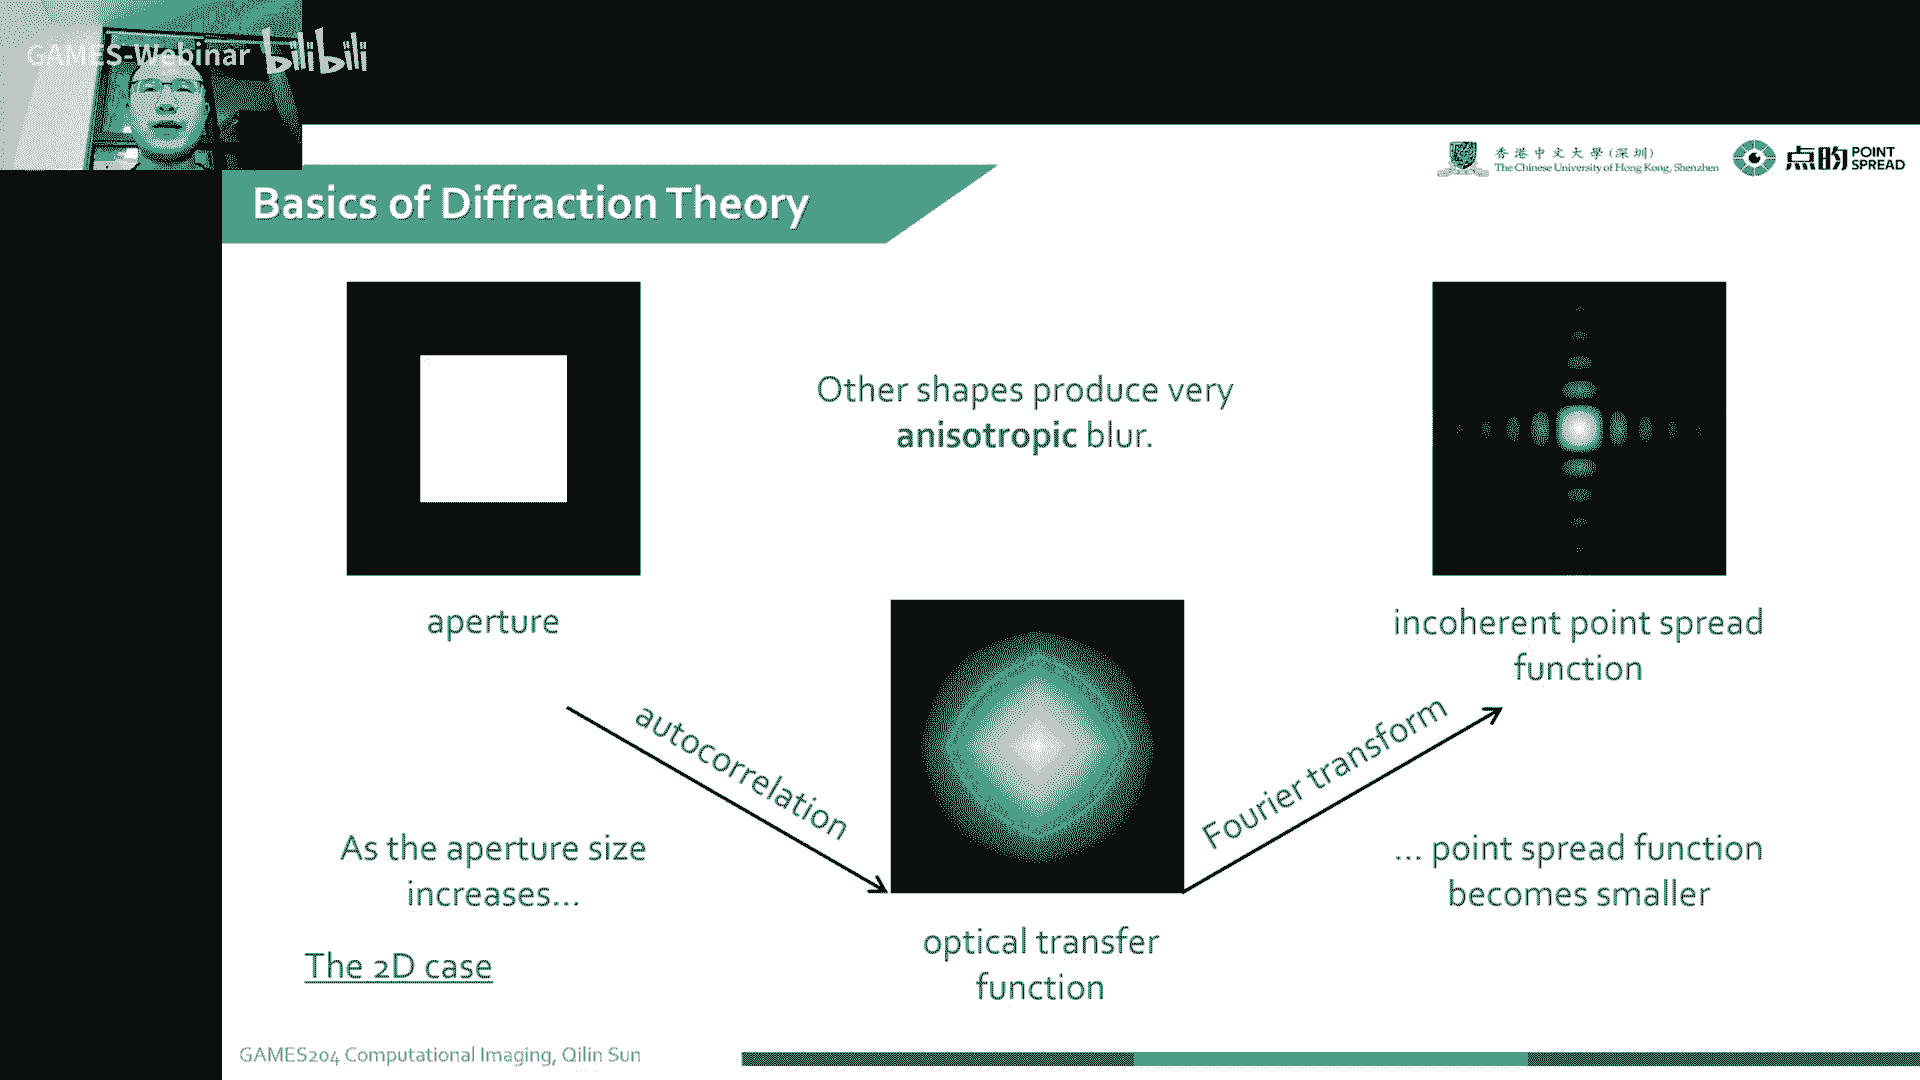 GAMES-Webinar bilibili
香港中文大學(深圳)
The Chinese University of Hong Kong, Shenzhen
点昀 POINT SPREAD
Basics of Diffraction Theory
Other shapes produce very
anisotropic blur.
aperture
incoherent point spread
function
autocorrelation
Fourier transform
As the aperture size
increases...
... point spread function
becomes smaller
optical transfer
function
The 2D case
GAMES204 Computational Imaging, Qilin Sun